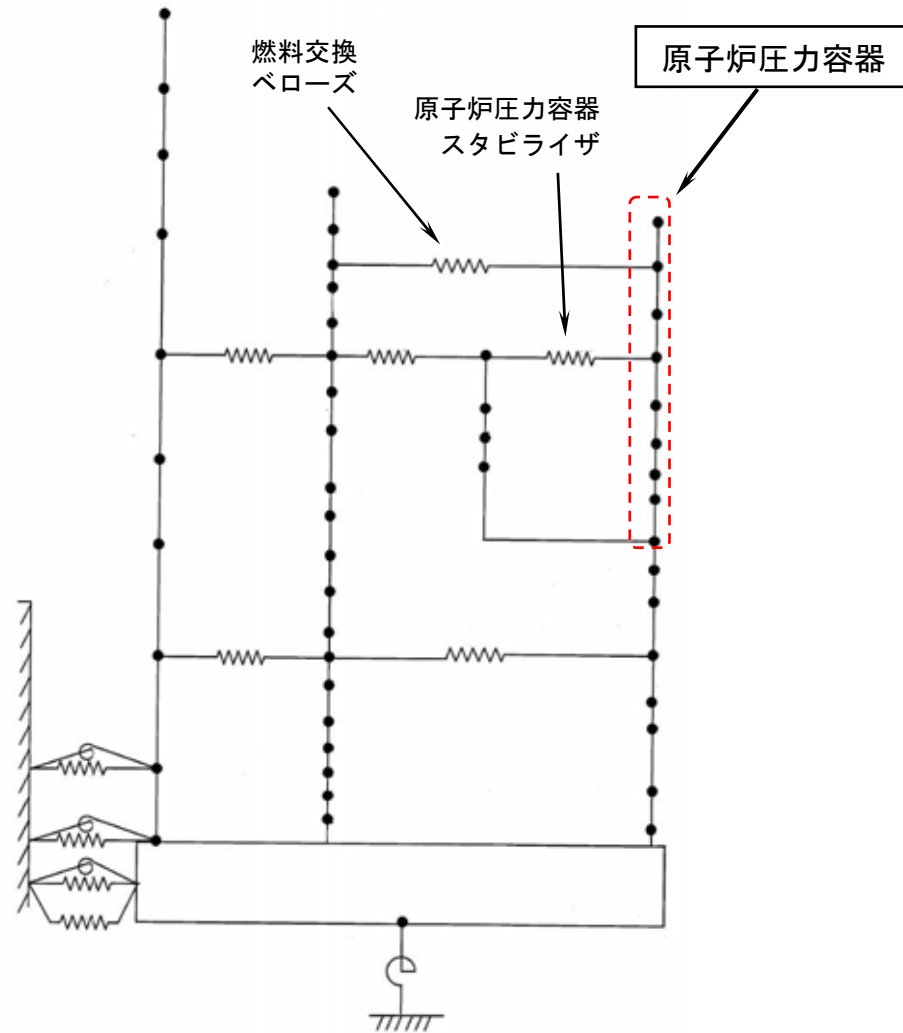 燃料交換
ベローズ
原子炉圧力容器
スタビライザ
原子炉圧力容器